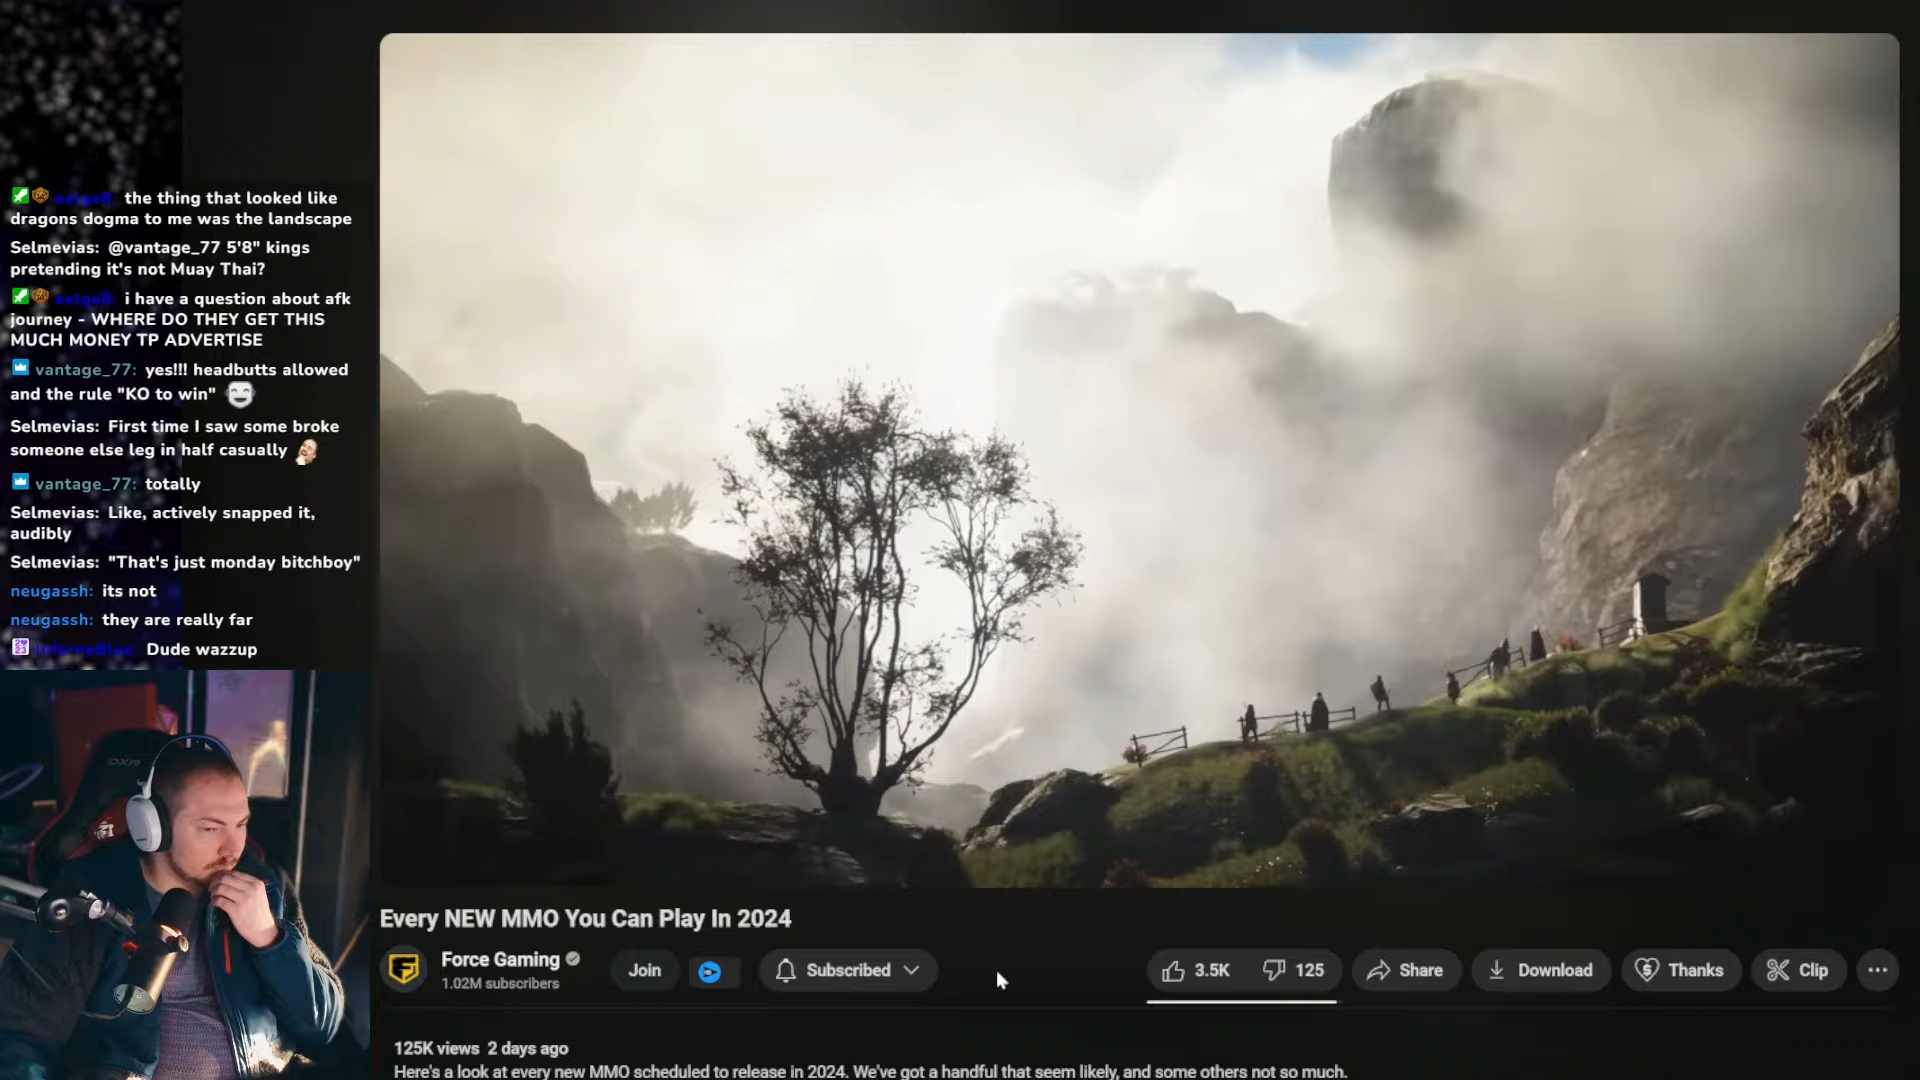 eeigs8: the thing that looked like
dragons dogma to me was the landscape
Selmevias: @vantage_77 5'8" kings
pretending it's not Muay Thai?
eeigs8: i have a question about afk
journey - WHERE DO THEY GET THIS
MUCH MONEY TP ADVERTISE
vantage_77: yes!!! headbutts allowed
and the rule "KO to win"
Selmevias: First time I saw some broke
someone else leg in half casually
vantage_77: totally
Selmevias: Like, actively snapped it,
audibly
Selmevias: "That's just monday bitchboy"
neugassh: its not
neugassh: they are really far
InfernoBlue: Dude wazzup
Every NEW MMO You Can Play In 2024
Force Gaming
1.02M subscribers
Join
Subscribed
3.5K
125
Share
Download
Thanks
Clip
125K views 2 days ago
Here's a look at every new MMO scheduled to release in 2024. We've got a handful that seem likely, and some others not so much.